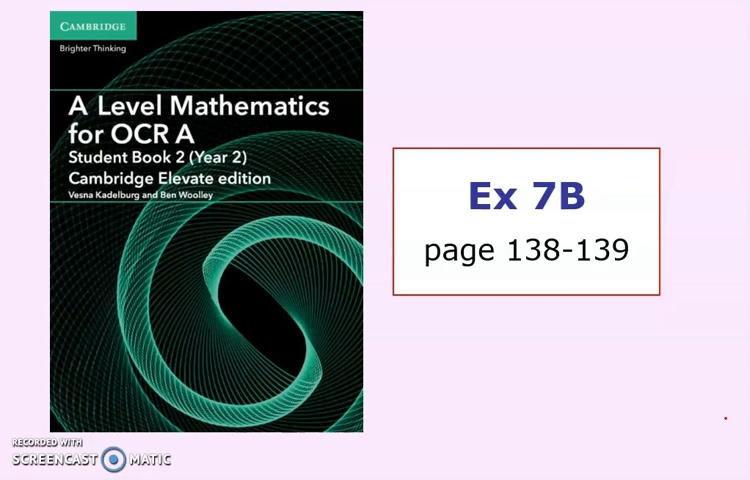 CAMBRIDGE
Brighter Thinking
A Level Mathematics
for OCR A
Student Book 2 (Year 2)
Cambridge Elevate edition
Vesna Kadelburg and Ben Woolley
Ex 7B
page 138-139
RECORDED WITH
SCREENCAST MATIC